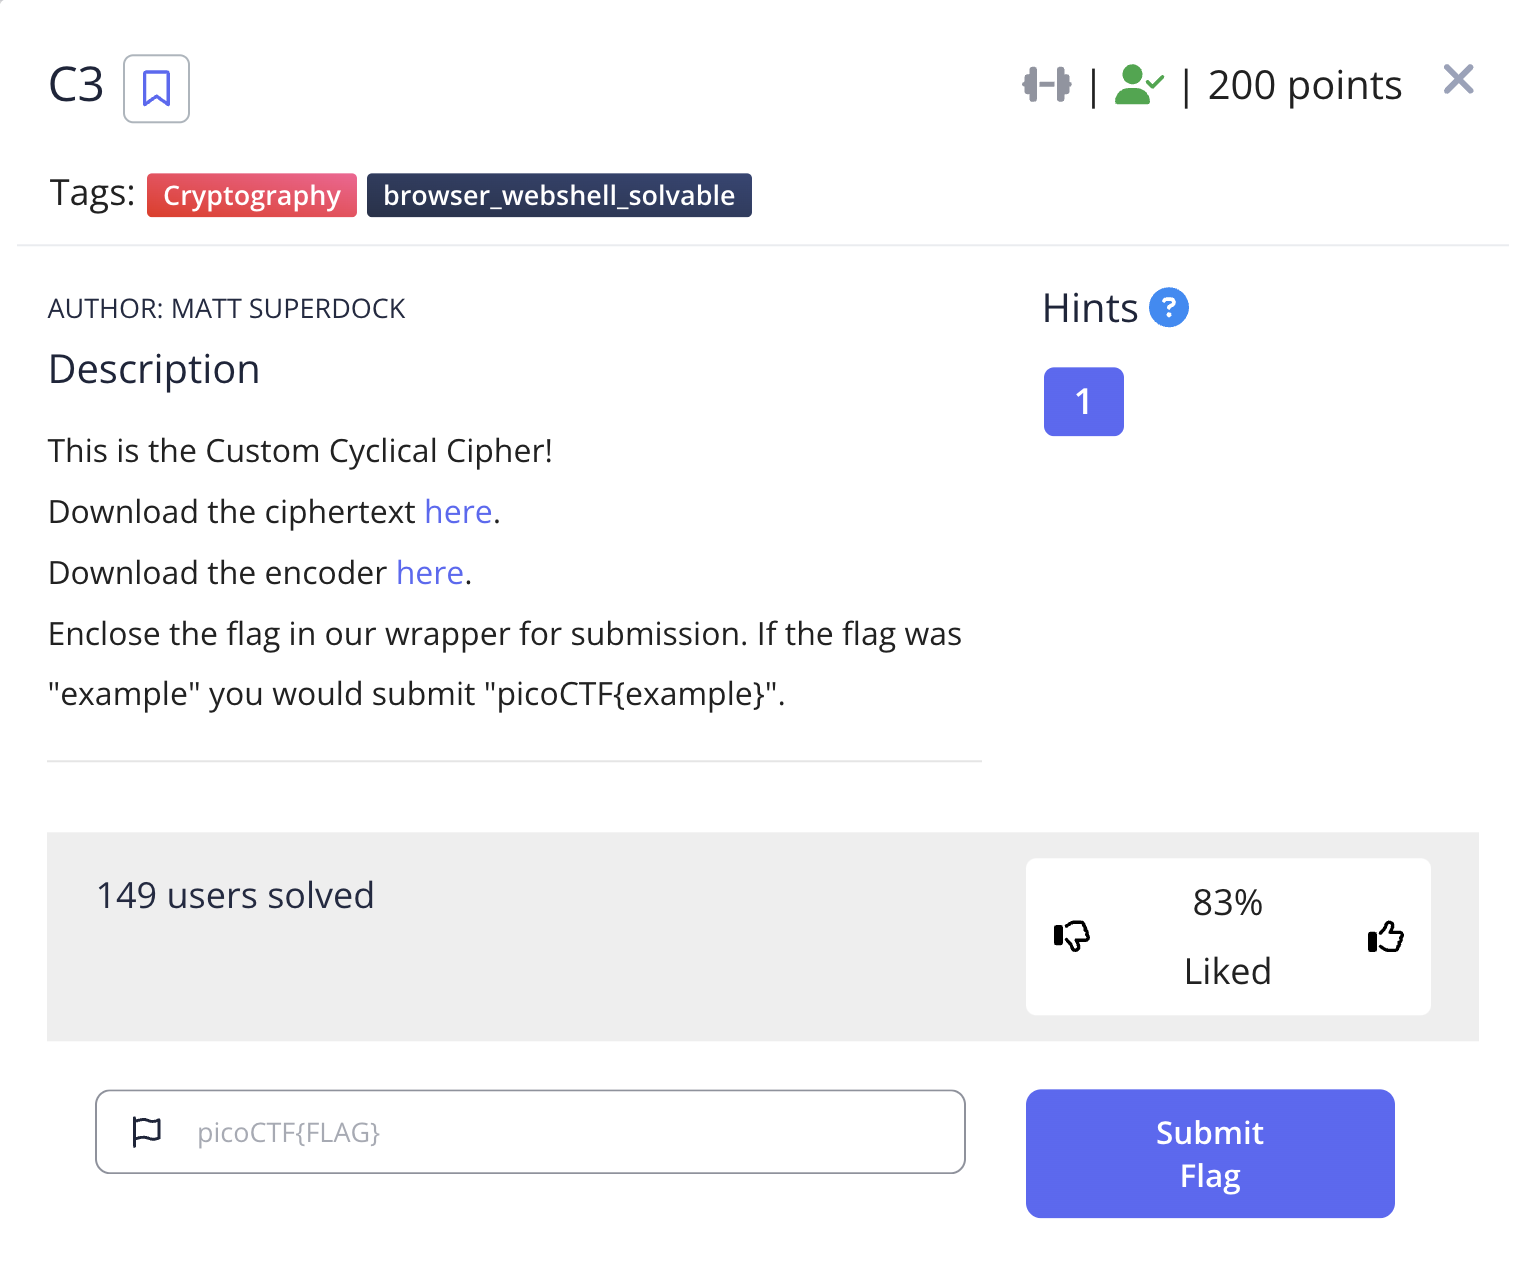 C3
| | 200 points
Tags: Cryptography browser_webshell_solvable
AUTHOR: MATT SUPERDOCK
Hints ?
Description
1
This is the Custom Cyclical Cipher!
Download the ciphertext here.
Download the encoder here.
Enclose the flag in our wrapper for submission. If the flag was
"example" you would submit "picoCTF{example}".
149 users solved
83%
Liked
picoCTF{FLAG}
Submit
Flag